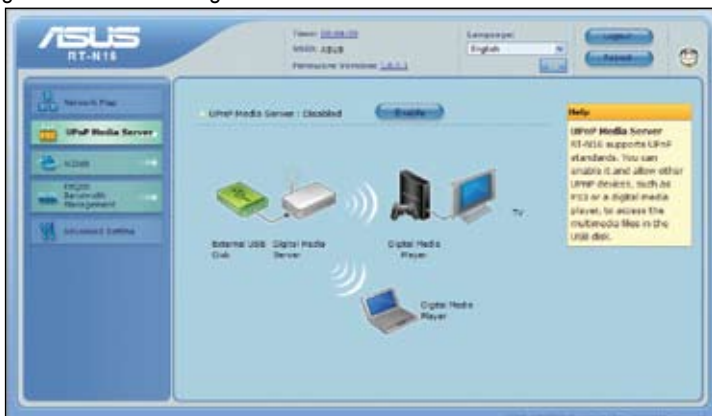 ASUS
RT-N16
Time:
SSID: ASUS
Firmware Version:
Language:
English
Logout
Reboot
Network Map
UPnP Media Server
AiDisk
EzQoS
Bandwidth
Management
Advanced Setting
UPnP Media Server : Disabled
Enable
External USB
Disk
Digital Media
Server
Digital Media
Player
TV
Digital Media
Player
Help
UPnP Media Server
RT-N16 supports UPnP
standards. You can
enable it and allow other
UPNP devices, such as
PS3 or a digital media
player, to access the
multimedia files in the
USB disk.